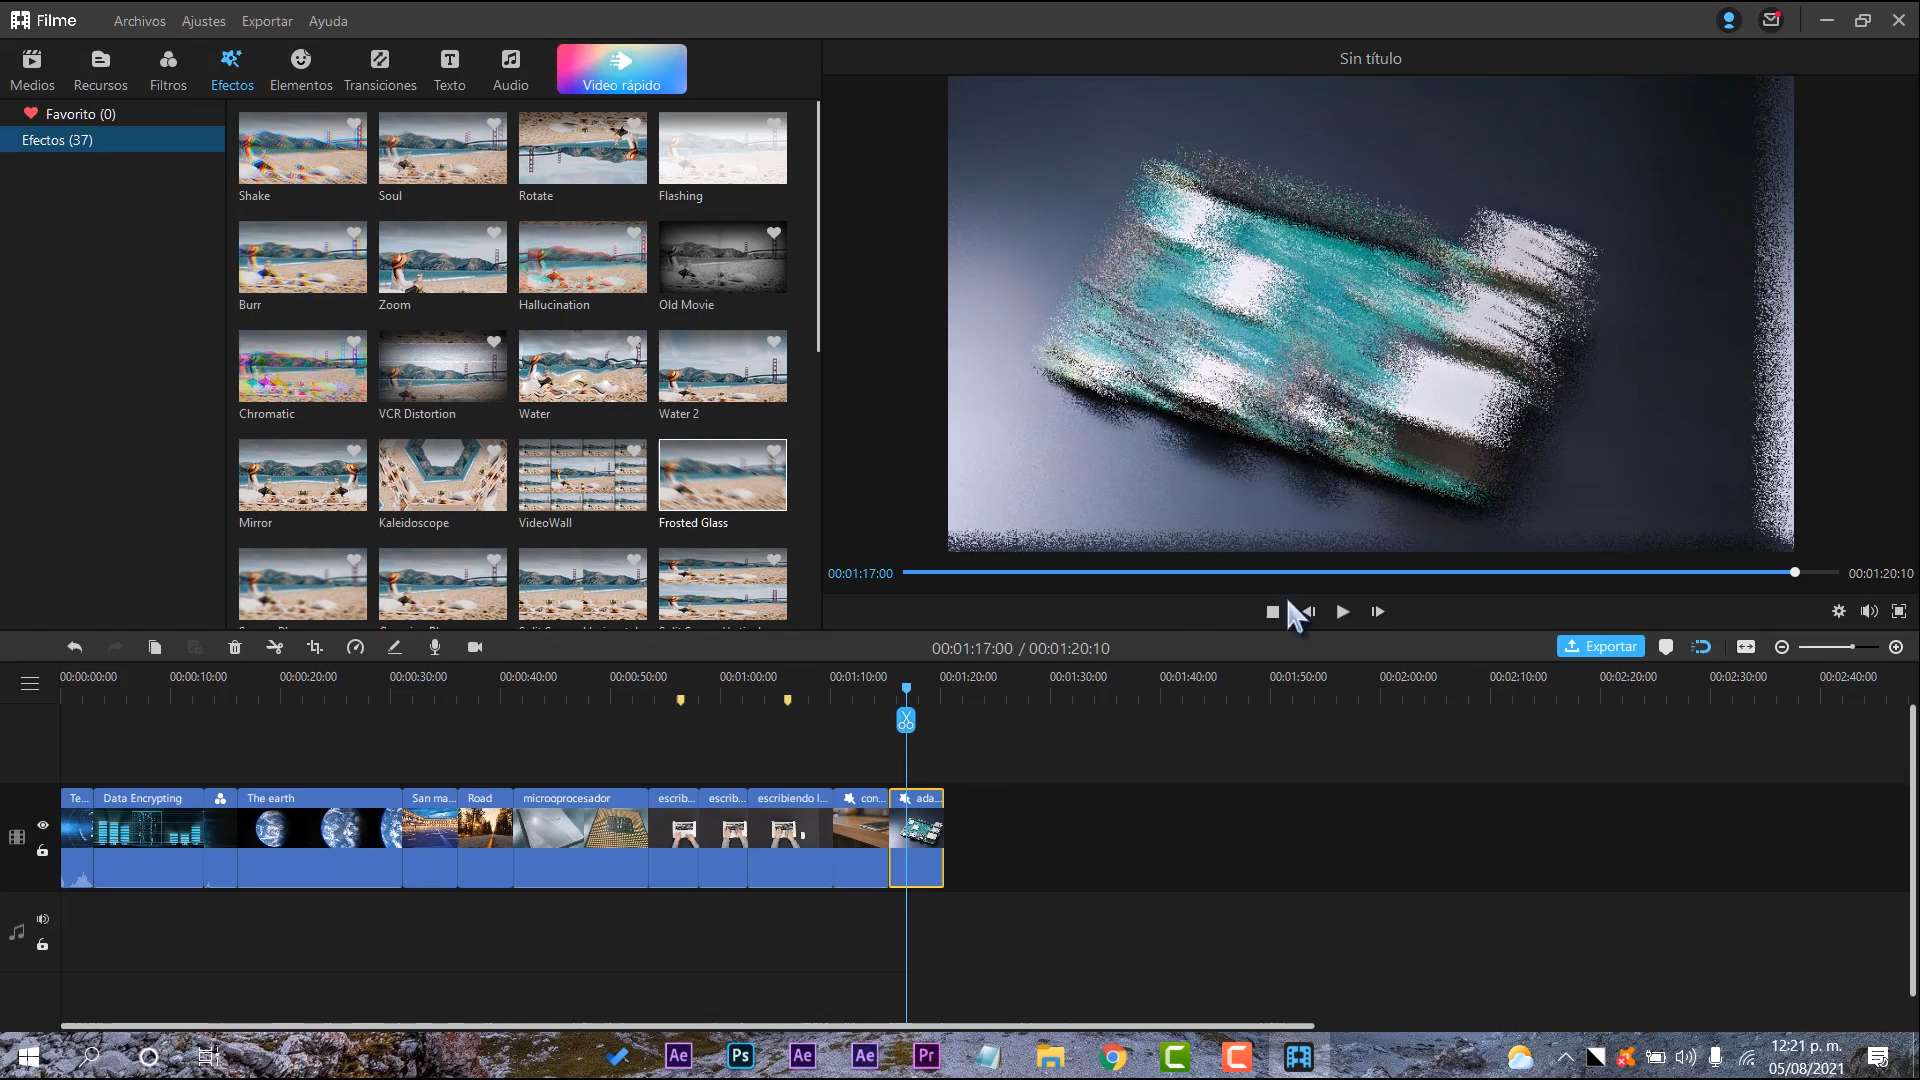 Filme
Archivos
Ajustes
Exportar
Ayuda
Medios
Recursos
Filtros
Efectos
Elementos
Transiciones
Texto
Audio
Video rápido
Sin título
Favorito (0)
Efectos (37)
Shake
Soul
Rotate
Flashing
Burr
Zoom
Hallucination
Old Movie
Chromatic
VCR Distortion
Water
Water 2
Mirror
Kaleidoscope
VideoWall
Frosted Glass
00:01:17:00
00:01:20:10
00:01:17:00 / 00:01:20:10
Exportar
00:00:00:00
00:00:10:00
00:00:20:00
00:00:30:00
00:00:40:00
00:00:50:00
00:01:00:00
00:01:10:00
00:01:20:00
00:01:30:00
00:01:40:00
00:01:50:00
00:02:00:00
00:02:10:00
00:02:20:00
00:02:30:00
00:02:40:00
Te...
Data Encrypting
The earth
San ma...
Road
microoprocesador
escrib...
escrib...
escribiendo l...
con...
ada...
Ae
Ps
Ae
Ae
Pr
12:21 p. m.
05/08/2021